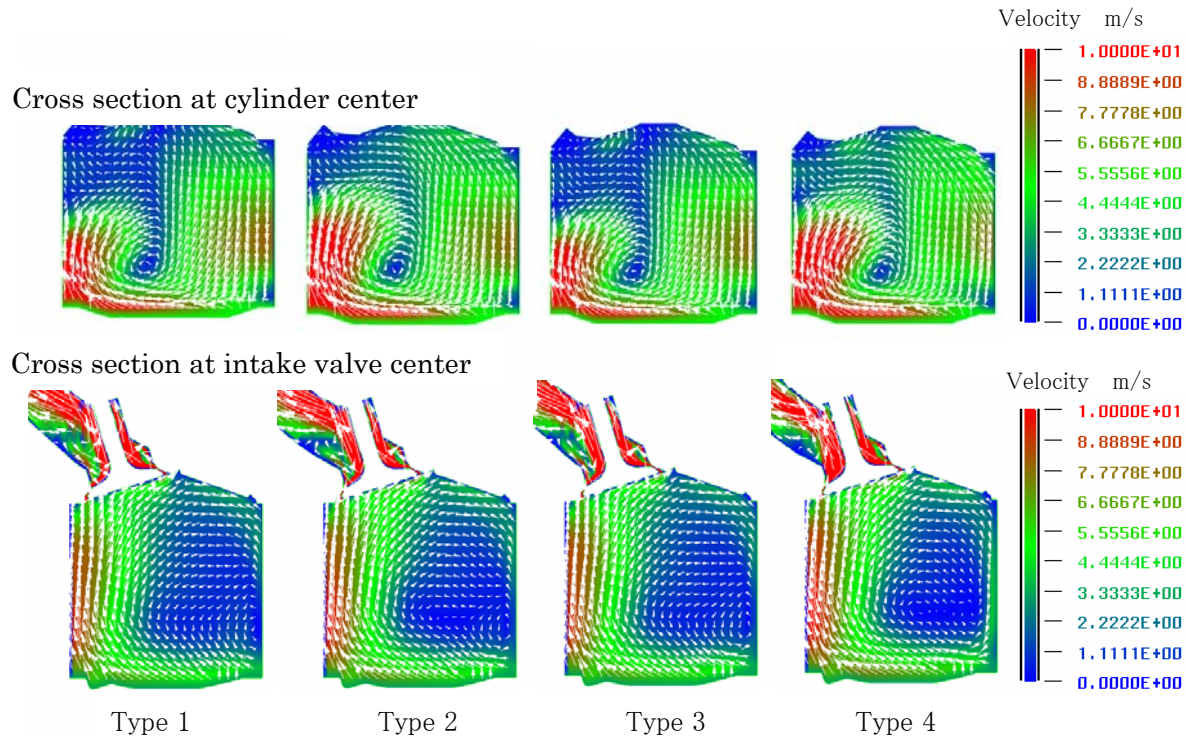 Velocity m/s
1.0000E+01
8.8889E+00
7.7778E+00
6.6667E+00
5.5556E+00
4.4444E+00
3.3333E+00
2.2222E+00
1.1111E+00
0.0000E+00
Cross section at cylinder center
Cross section at intake valve center
Velocity m/s
1.0000E+01
8.8889E+00
7.7778E+00
6.6667E+00
5.5556E+00
4.4444E+00
3.3333E+00
2.2222E+00
1.1111E+00
0.0000E+00
Type 1 Type 2 Type 3 Type 4